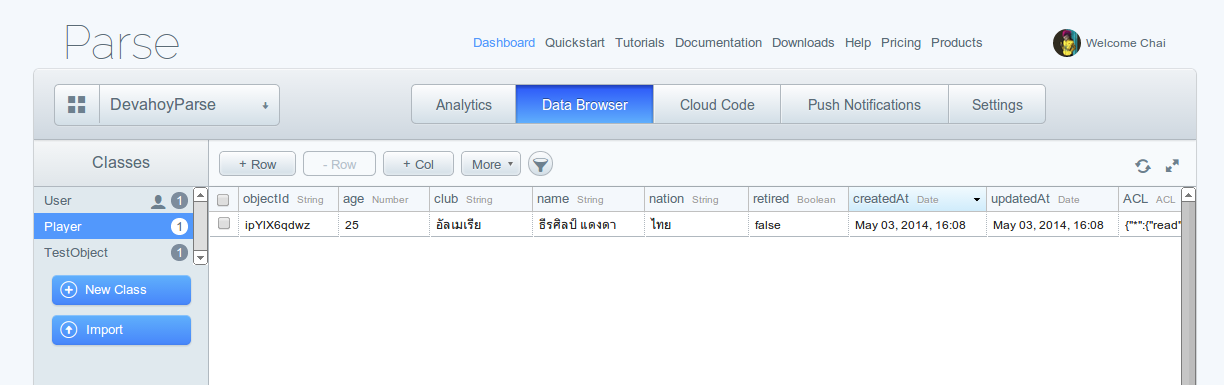 Parse
Dashboard Quickstart Tutorials Documentation Downloads Help Pricing Products Welcome Chai
DevahoyParse Analytics Data Browser Cloud Code Push Notifications Settings
Classes + Row - Row + Col More
objectId String age Number club String name String nation String retired Boolean createdAt Date updatedAt Date ACL ACL
User 1
Player 1
ipYIX6qdwz 25 อัลเมเรีย ธีรศิลป์ แดงดา ไทย false May 03, 2014, 16:08 May 03, 2014, 16:08 {"*":{"read"
TestObject 1
New Class
Import